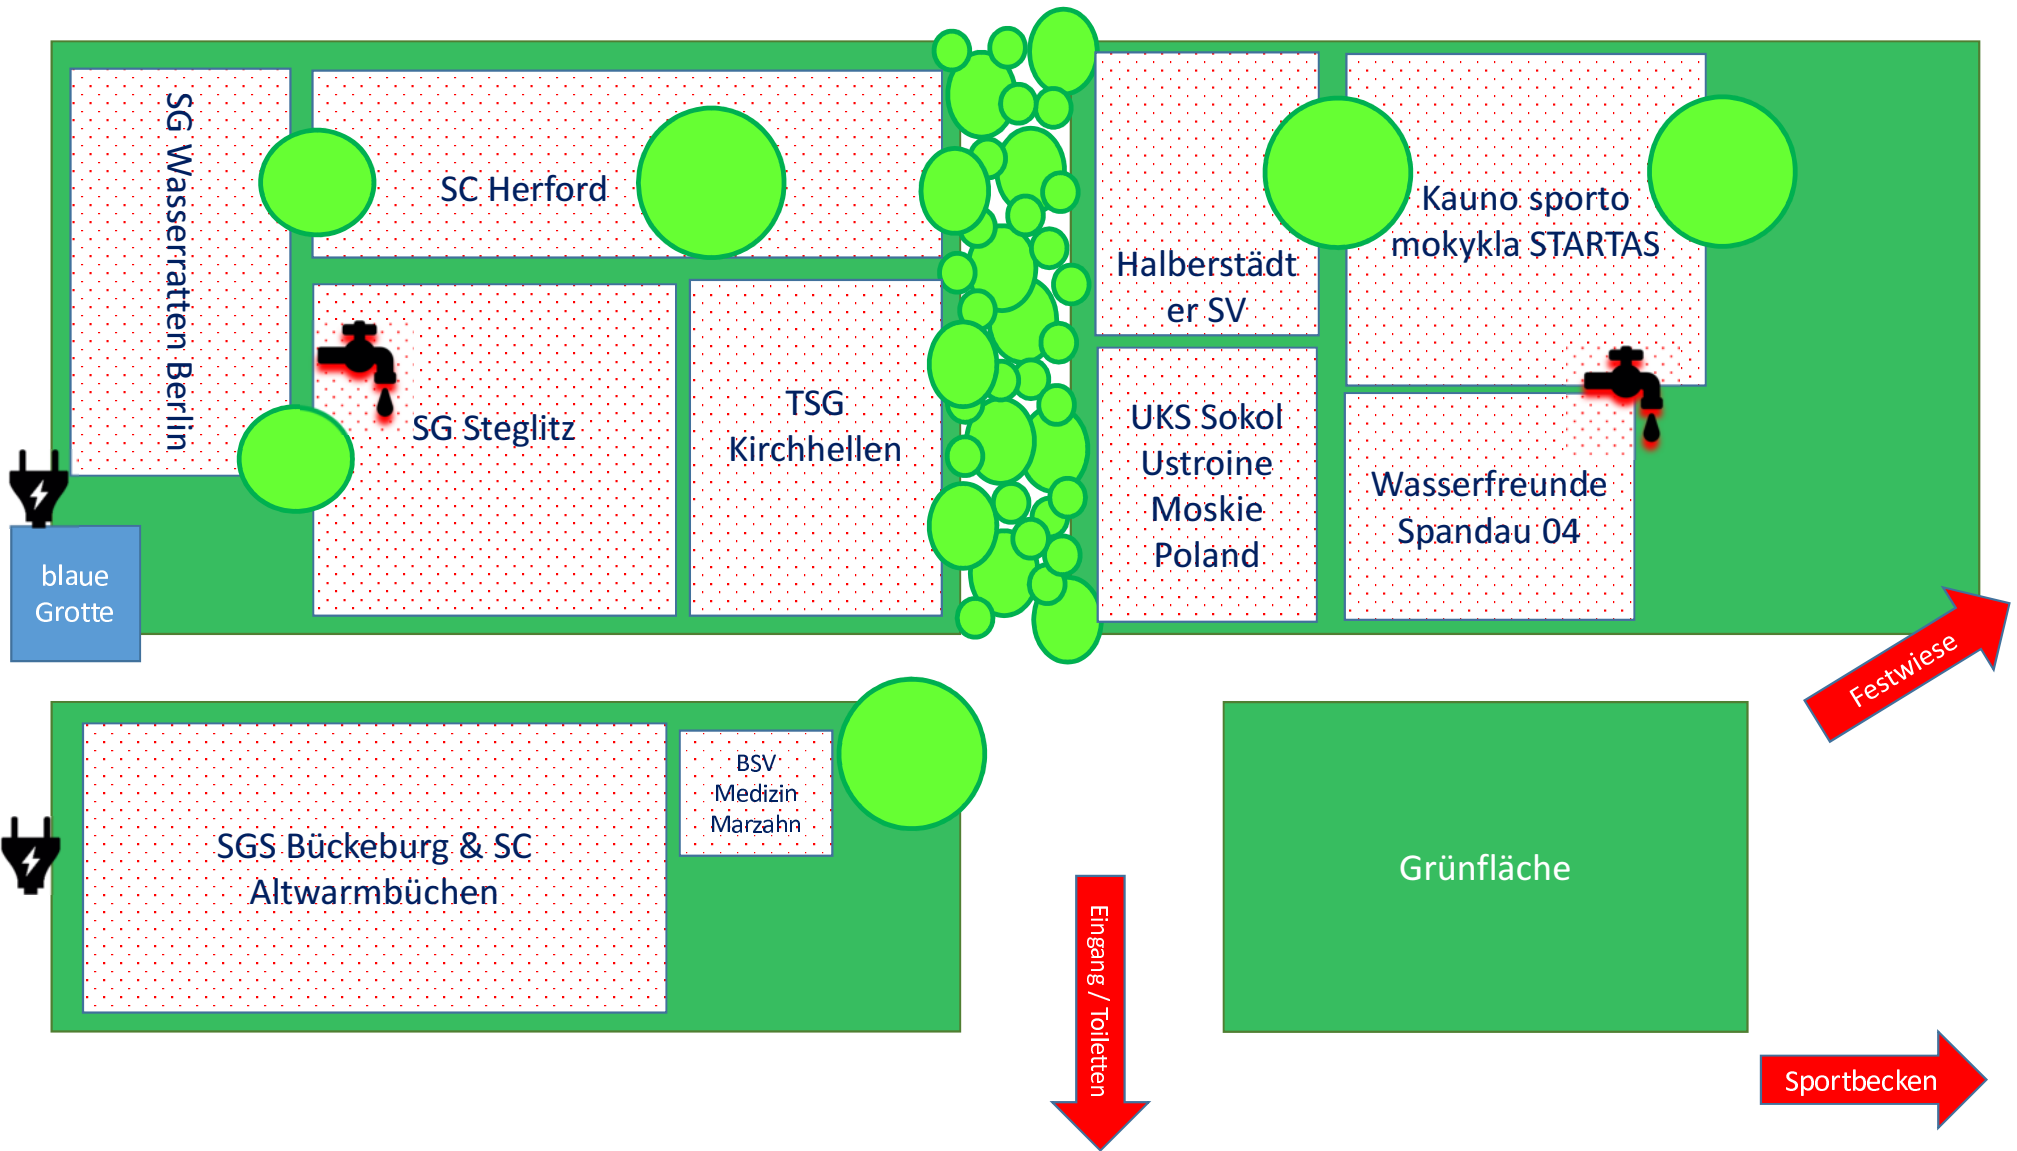 SG Wasserratten Berlin
SC Herford
SG Steglitz
TSG
Kirchhellen
blaue
Grotte
Halberstädt
er SV
Kauno sporto
mokykla STARTAS
UKS Sokol
Ustroine
Moskie
Poland
Wasserfreunde
Spandau 04
Festwiese
SGS Bückeburg & SC
Altwarmbüchen
BSV
Medizin
Marzahn
Eingang / Toiletten
Grünfläche
Sportbecken